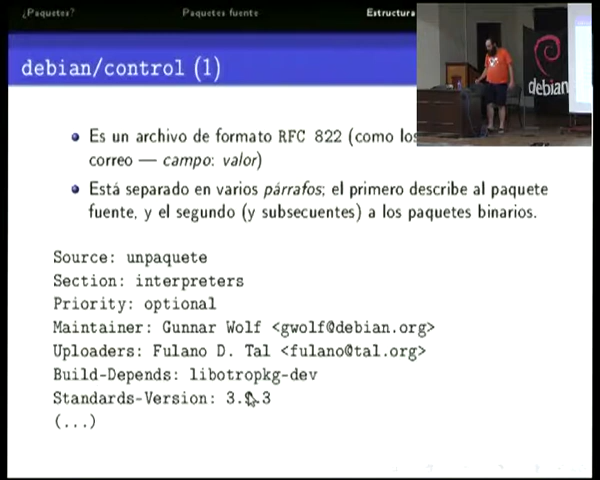 ¿Paquetes?
Paquetes fuente
Estructura
debian/control (1)
debian
Es un archivo de formato RFC 822 (como los
correo — campo: valor)
Está separado en varios párrafos; el primero describe al paquete
fuente, y el segundo (y subsecuentes) a los paquetes binarios.
Source: unpaquete
Section: interpreters
Priority: optional
Maintainer: Gunnar Wolf <gwolf@debian.org>
Uploaders: Fulano D. Tal <fulano@tal.org>
Build-Depends: libotropkg-dev
Standards-Version:
(...)